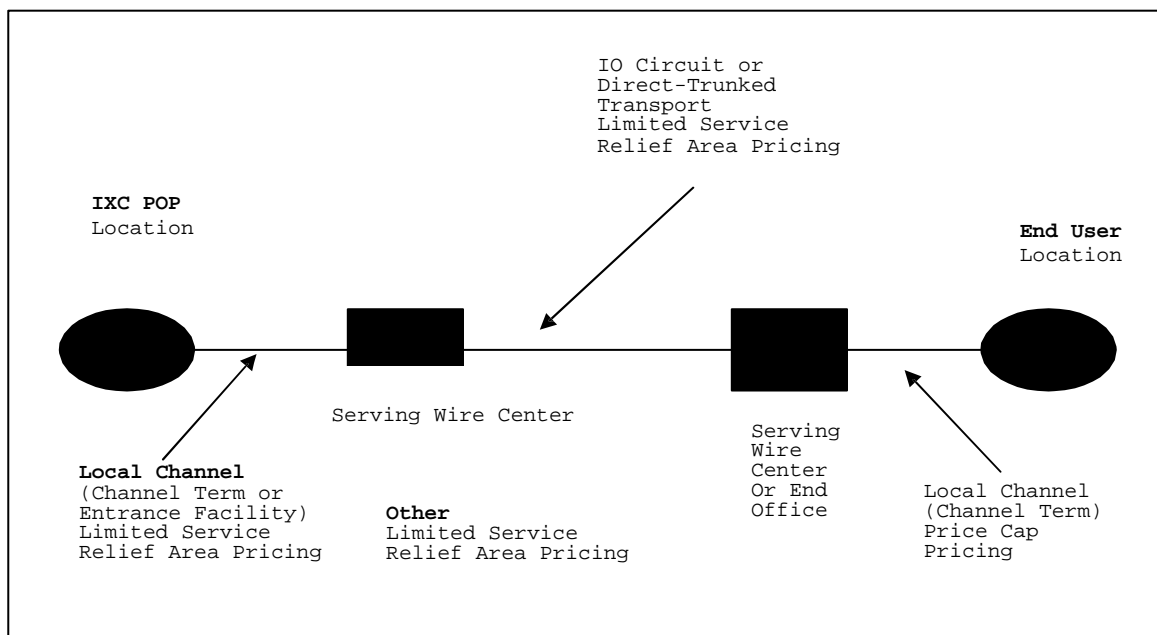 IO Circuit or
Direct-Trunked
Transport
Limited Service
Relief Area Pricing
IXC POP
Location
End User
Location
Serving Wire Center
Serving
Wire
Center
Or End
Office
Local Channel
(Channel Term or
Entrance Facility)
Limited Service
Relief Area Pricing
Other
Limited Service
Relief Area Pricing
Local Channel
(Channel Term)
Price Cap
Pricing